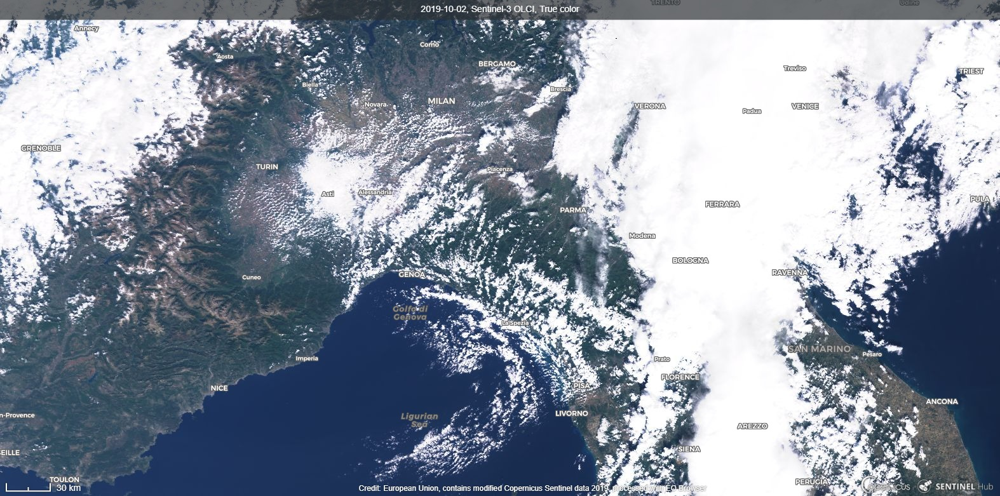 TRENTO
Udine
2019-10-02, Sentinel-3 OLCI, True color
Annecy
Como
Aosta
BERGAMO
Treviso
TRIEST
Biella
Brescia
MILAN
Novara
VERONA
VENICE
Padua
GRENOBLE
TURIN
Piacenza
Asti
Alessandria
PULA
FERRARA
PARMA
Modena
BOLOGNA
RAVENNA
GENOA
Cuneo
Golfo di
Genova
La Spezia
SAN MARINO
Pesaro
Imperia
Prato
FLORENCE
PISA
NICE
ANCONA
LIVORNO
n-Provence
Ligurian
Sea
AREZZO
SIENA
EILLE
TOULON
PERUGIA
30 km
Credit: European Union, contains modified Copernicus Sentinel data 2019, processed with EO Browser
opernicus
SENTINEL Hub